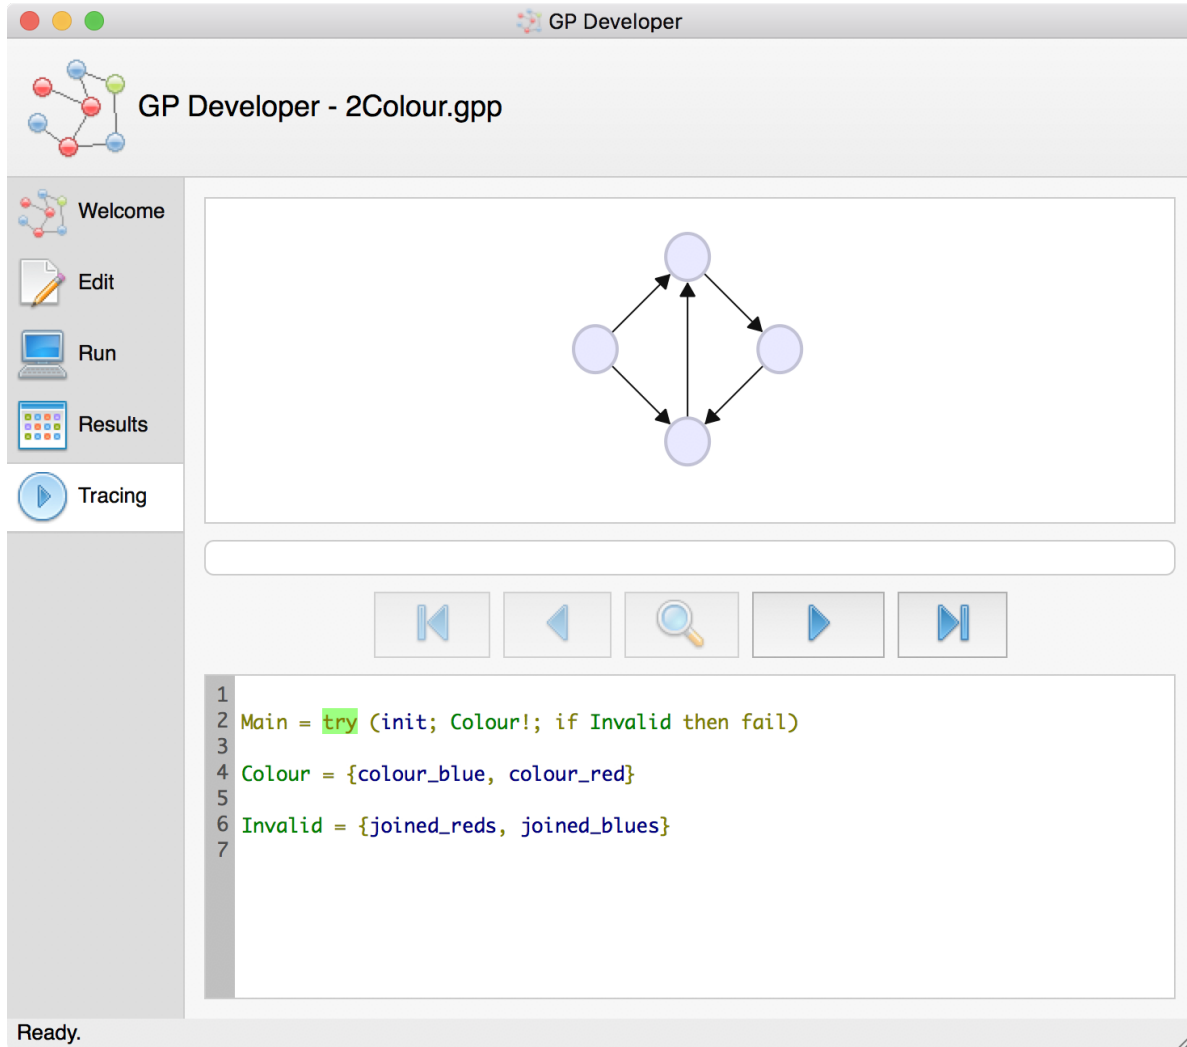 GP Developer
GP Developer - 2Colour.gpp
Welcome
Edit
Run
Results
Tracing
1
2 Main = try (init; Colour!; if Invalid then fail)
3
4 Colour = {colour_blue, colour_red}
5
6 Invalid = {joined_reds, joined_blues}
7
Ready.